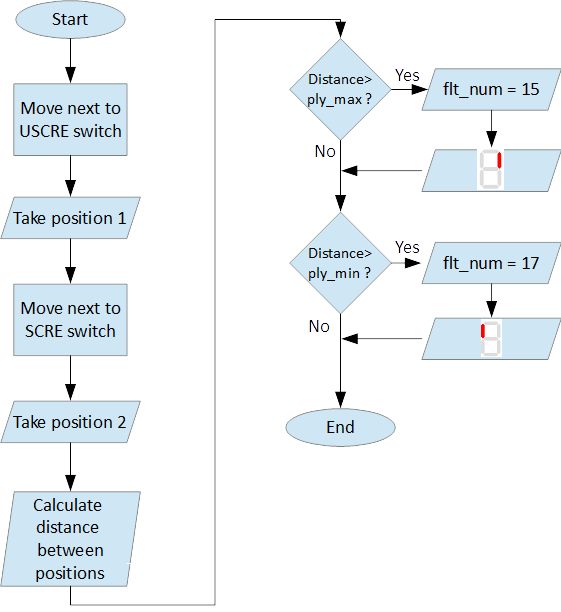 Start
Move next to
USCRE switch
Take position 1
Move next to
SCRE switch
Take position 2
Calculate
distance
between
positions
Distance>
ply_max ?
Yes
flt_num = 15
No
Distance>
ply_min ?
Yes
flt_num = 17
No
End